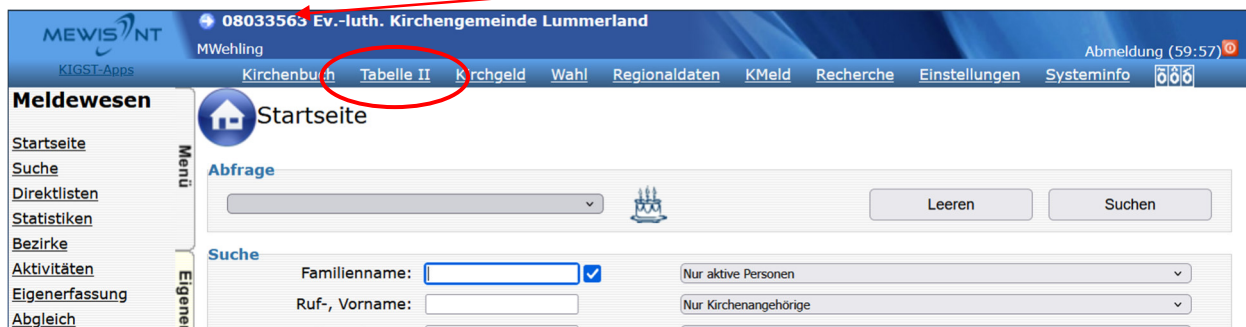 MEWIS NT
KIGST-Apps
08033563 Ev.-luth. Kirchengemeinde Lummerland
MWehling
Abmeldung (59:57)
Kirchenbuch Tabelle II Kirchgeld Wahl Regionaldaten KMeld Recherche Einstellungen Systeminfo
Meldewesen
Startseite
Suche
Direktlisten
Statistiken
Bezirke
Aktivitäten
Eigenerfassung
Abgleich
Menü
Startseite
Abfrage
Leeren Suchen
Suche
Familienname: Nur aktive Personen
Ruf-, Vorname: Nur Kirchenangehörige